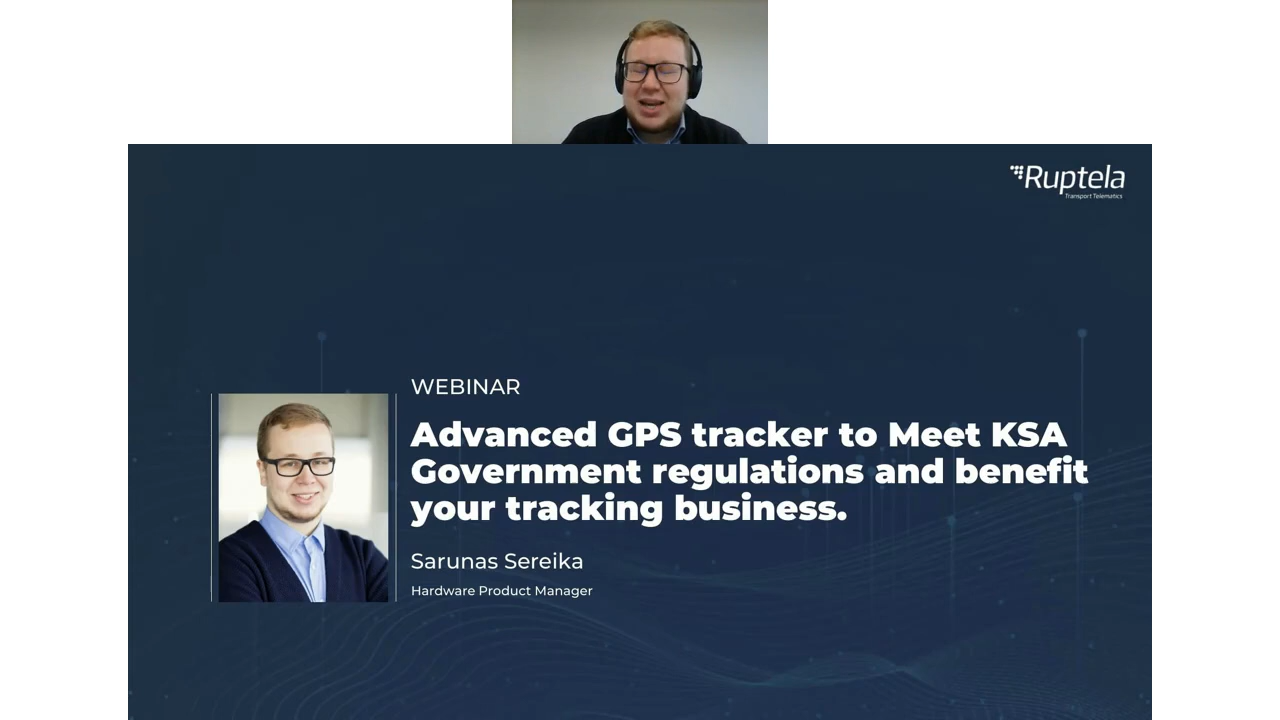 Ruptela
Transport Telematics
WEBINAR
Advanced GPS tracker to Meet KSA
Government regulations and benefit
your tracking business.
Sarunas Sereika
Hardware Product Manager